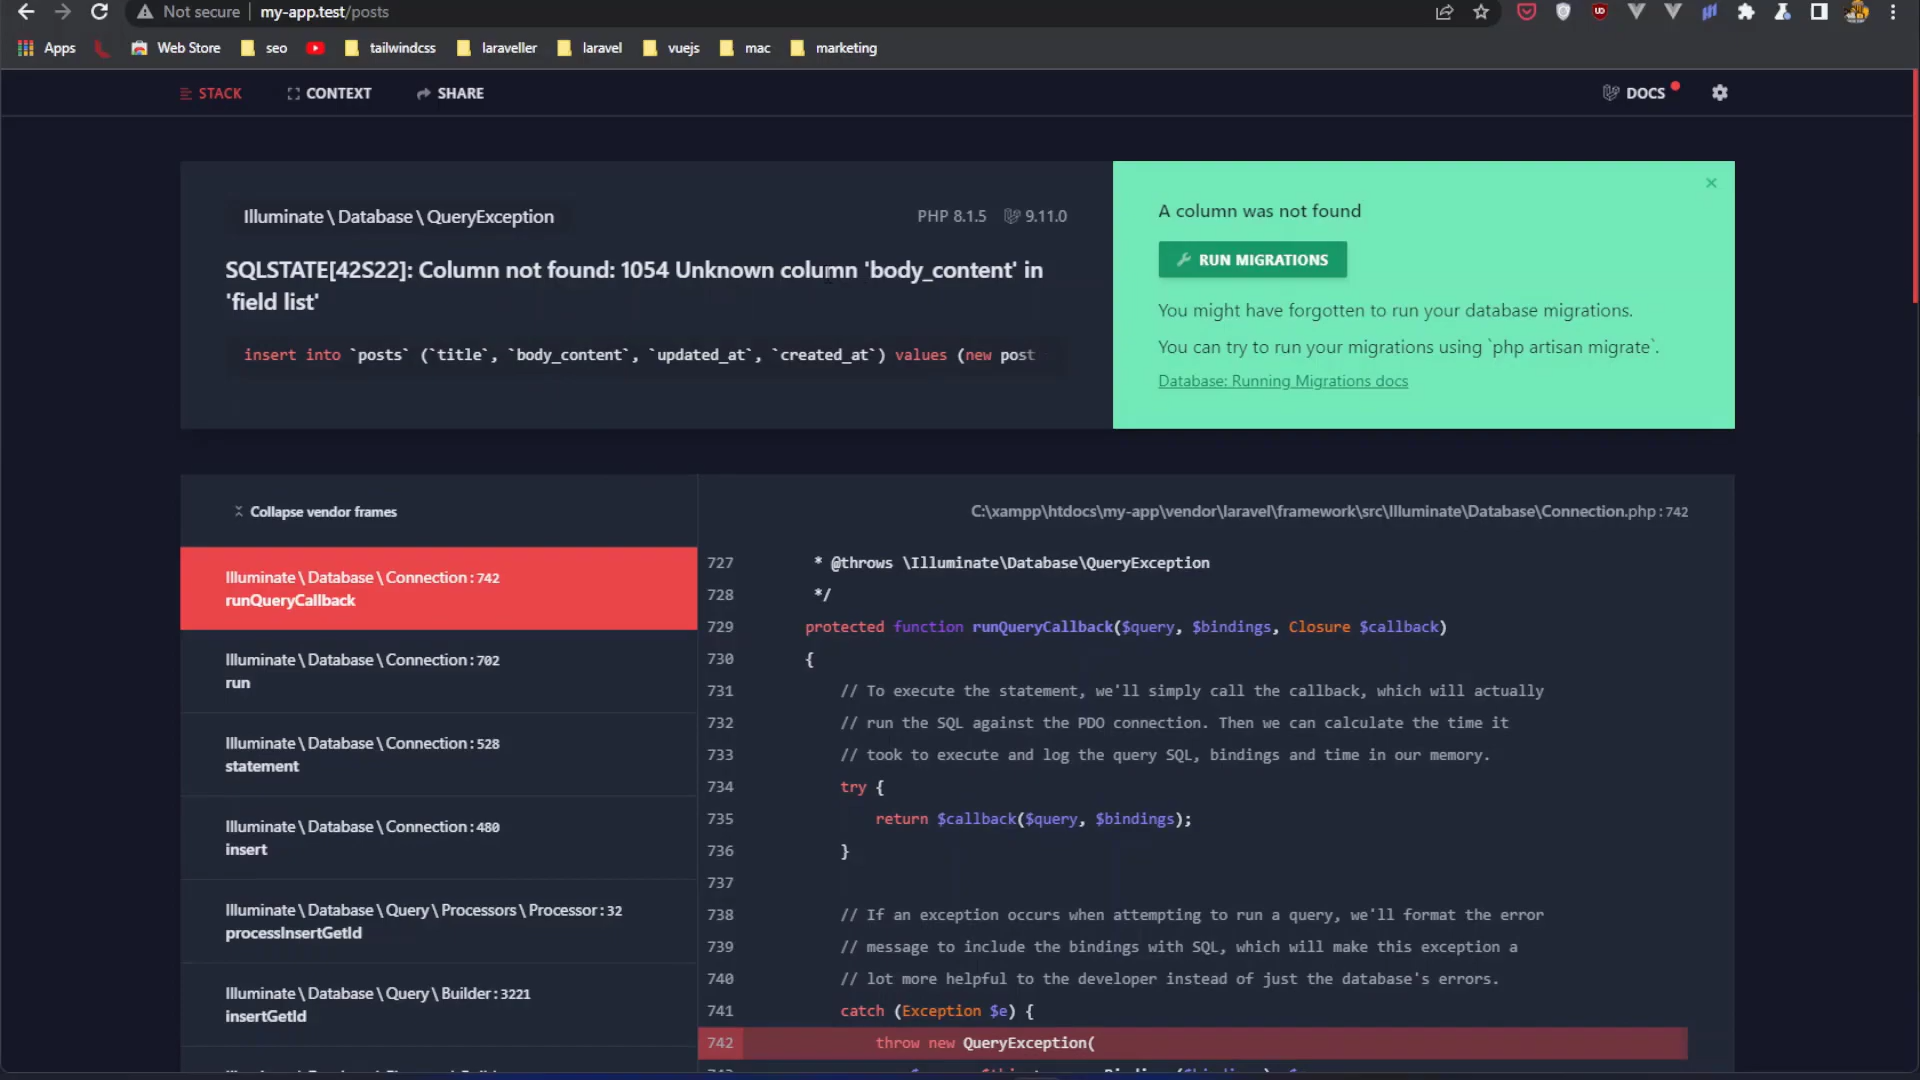 Not secure my-app.test/posts
Apps Web Store seo tailwindcss laraveller laravel vuejs mac marketing
STACK CONTEXT SHARE DOCS
Illuminate \ Database \ QueryException PHP 8.1.5 9.11.0
SQLSTATE[42S22]: Column not found: 1054 Unknown column 'body_content' in
'field list'
insert into `posts` (`title`, `body_content`, `updated_at`, `created_at`) values (new post
A column was not found
RUN MIGRATIONS
You might have forgotten to run your database migrations.
You can try to run your migrations using `php artisan migrate`.
Database: Running Migrations docs
Collapse vendor frames
Illuminate \ Database \ Connection : 742
runQueryCallback
Illuminate \ Database \ Connection : 702
run
Illuminate \ Database \ Connection : 528
statement
Illuminate \ Database \ Connection : 480
insert
Illuminate \ Database \ Query \ Processors \ Processor : 32
processInsertGetId
Illuminate \ Database \ Query \ Builder : 3221
insertGetId
C:\xampp\htdocs\my-app\vendor\laravel\framework\src\Illuminate\Database\Connection.php : 742
727 * @throws \Illuminate\Database\QueryException
728 */
729 protected function runQueryCallback($query, $bindings, Closure $callback)
730 {
731 // To execute the statement, we'll simply call the callback, which will actually
732 // run the SQL against the PDO connection. Then we can calculate the time it
733 // took to execute and log the query SQL, bindings and time in our memory.
734 try {
735 return $callback($query, $bindings);
736 }
737
738 // If an exception occurs when attempting to run a query, we'll format the error
739 // message to include the bindings with SQL, which will make this exception a
740 // lot more helpful to the developer instead of just the database's errors.
741 catch (Exception $e) {
742 throw new QueryException(